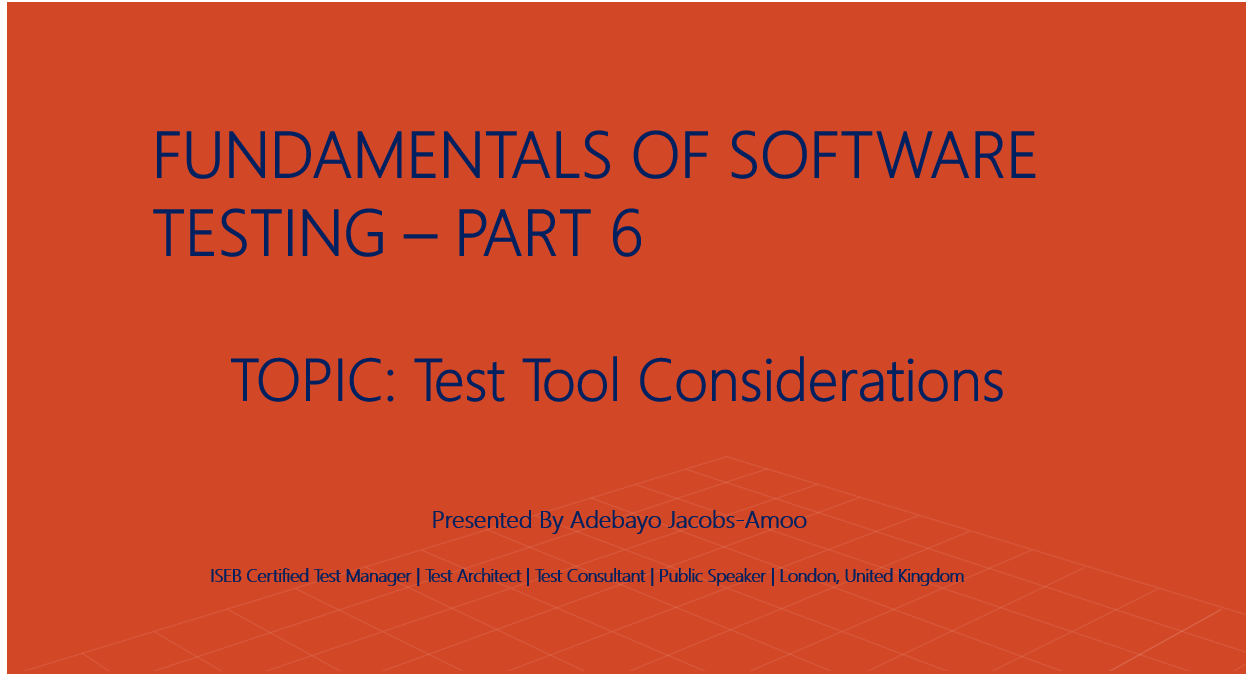 FUNDAMENTALS OF SOFTWARE
TESTING – PART 6
TOPIC: Test Tool Considerations
Presented By Adebayo Jacobs-Amoo
ISEB Certified Test Manager | Test Architect | Test Consultant | Public Speaker | London, United Kingdom